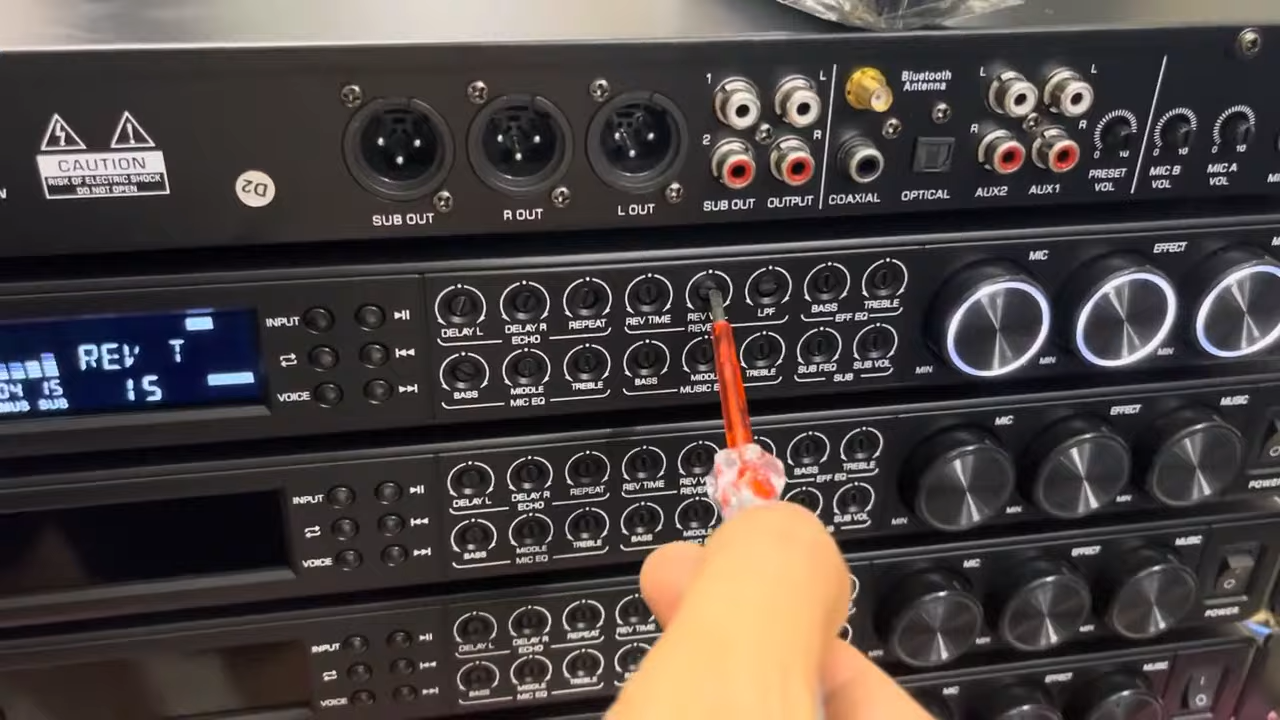 CAUTION
RISK OF ELECTRIC SHOCK
DO NOT OPEN
D2
SUB OUT
R OUT
L OUT
1
2
L
R
SUB OUT
OUTPUT
COAXIAL
Bluetooth
Antenna
OPTICAL
L
R
AUX2
L
R
AUX1
0 10
PRESET
VOL
0 10
MIC B
VOL
0 10
MIC A
VOL
REV T
15
04 15
MUS SUB
INPUT
VOICE
DELAY L
DELAY R
REPEAT
ECHO
REV TIME
LPF
BASS
TREBLE
EFF EQ
BASS
MIDDLE
TREBLE
MIC EQ
BASS
TREBLE
SUB FEQ
SUB VOL
SUB
MIC
EFFECT
MIN
MIN
MIN
INPUT
VOICE
DELAY L
DELAY R
REPEAT
ECHO
REV TIME
BASS
TREBLE
EFF EQ
BASS
MIDDLE
TREBLE
MIC EQ
BASS
SUB VOL
MIC
EFFECT
MUSIC
MIN
MIN
MIN
POWER
INPUT
VOICE
DELAY L
DELAY R
REPEAT
ECHO
REV TIME
BASS
MIDDLE
TREBLE
MIC EQ
MIC
EFFECT
MUSIC
MIN
MIN
POWER
MIC
EFFECT
MUSIC